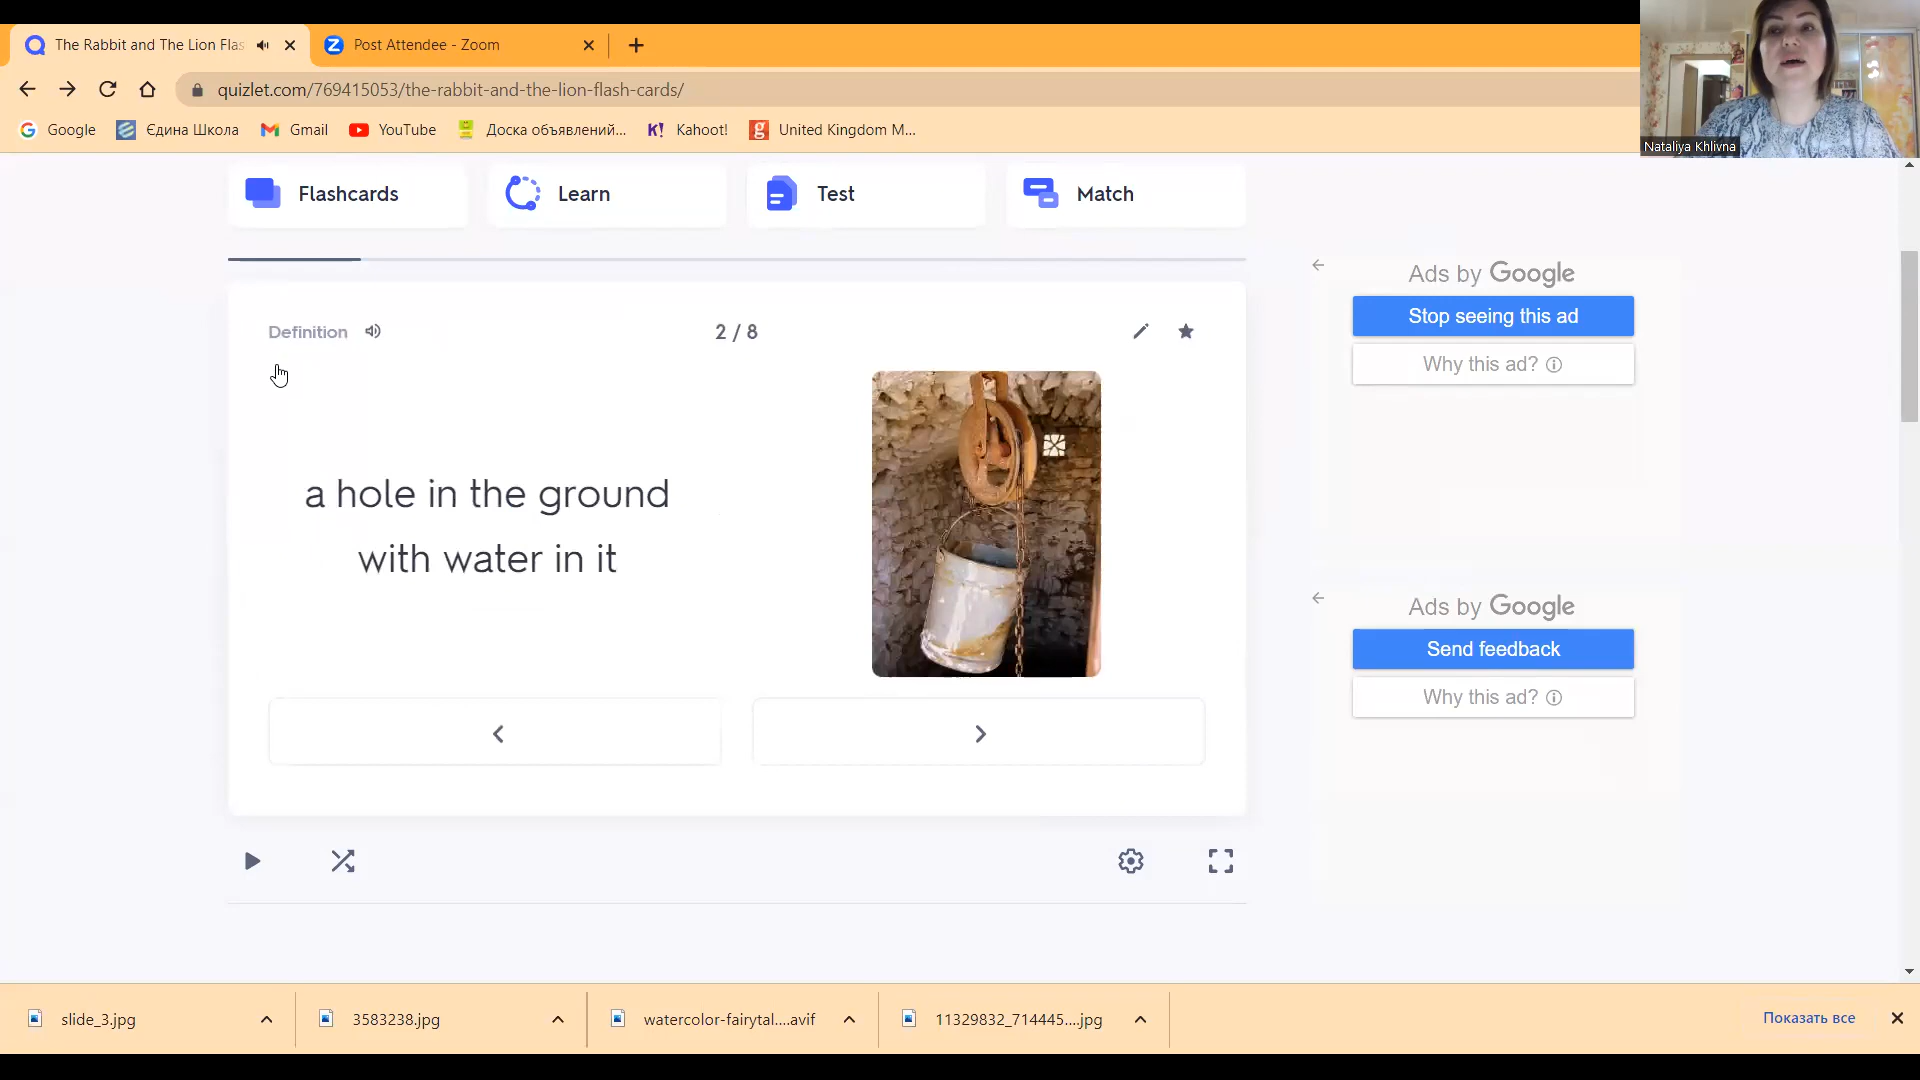 The Rabbit and The Lion Flas
Post Attendee - Zoom
quizlet.com/769415053/the-rabbit-and-the-lion-flash-cards/
Google
Єдина Школа
Gmail
YouTube
Доска объявлений...
K! Kahoot!
United Kingdom M...
Nataliya Khlivna
Flashcards
Learn
Test
Match
Definition
2 / 8
a hole in the ground
with water in it
Ads by Google
Stop seeing this ad
Why this ad?
Ads by Google
Send feedback
Why this ad?
slide_3.jpg
3583238.jpg
watercolor-fairytal....avif
11329832_714445....jpg
Показать все